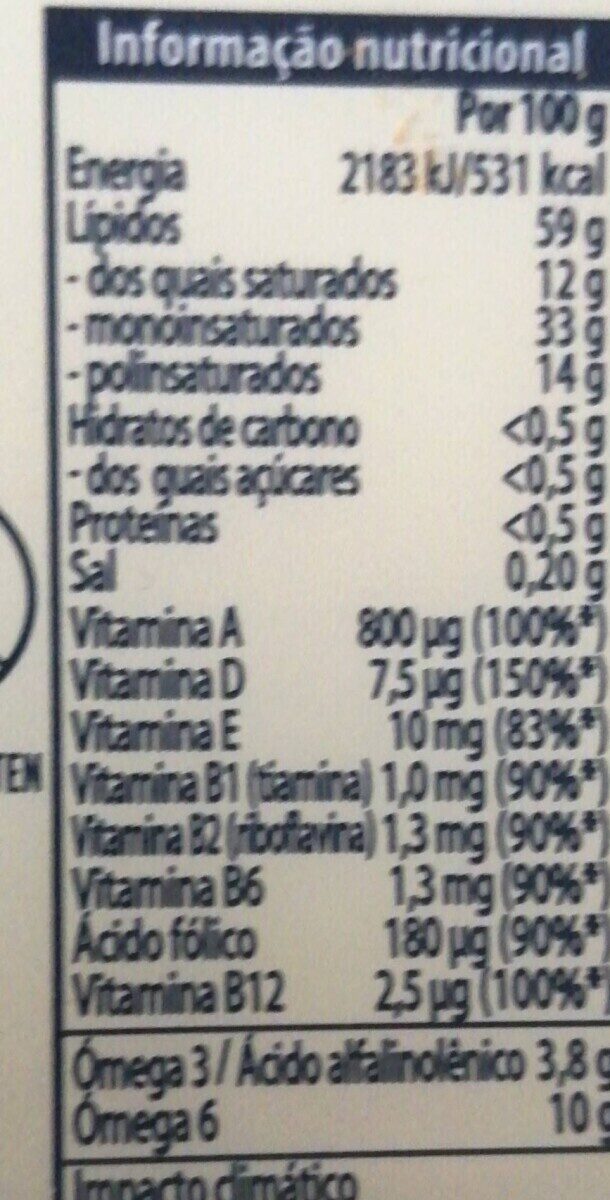 Informação nutricional
Por 100 g
Energia 2183 kJ/531 kcal
Lípidos 59 g
- dos quais saturados 12 g
- monoinsaturados 33 g
- polinsaturados 14 g
Hidratos de carbono <0,5 g
- dos quais açúcares <0,5 g
Proteínas <0,5 g
Sal 0,20 g
Vitamina A 800 µg (100%*)
Vitamina D 7,5 µg (150%*)
Vitamina E 10 mg (83%*)
TEN
Vitamina B1 (tiamina) 1,0 mg (90%*)
Vitamina B2 (riboflavina) 1,3 mg (90%*)
Vitamina B6 1,3 mg (90%*)
Ácido fólico 180 µg (90%*)
Vitamina B12 2,5 µg (100%*)
Ómega 3 / Ácido alfalinolênico 3,8 g
Ómega 6 10 g
Impacto climático